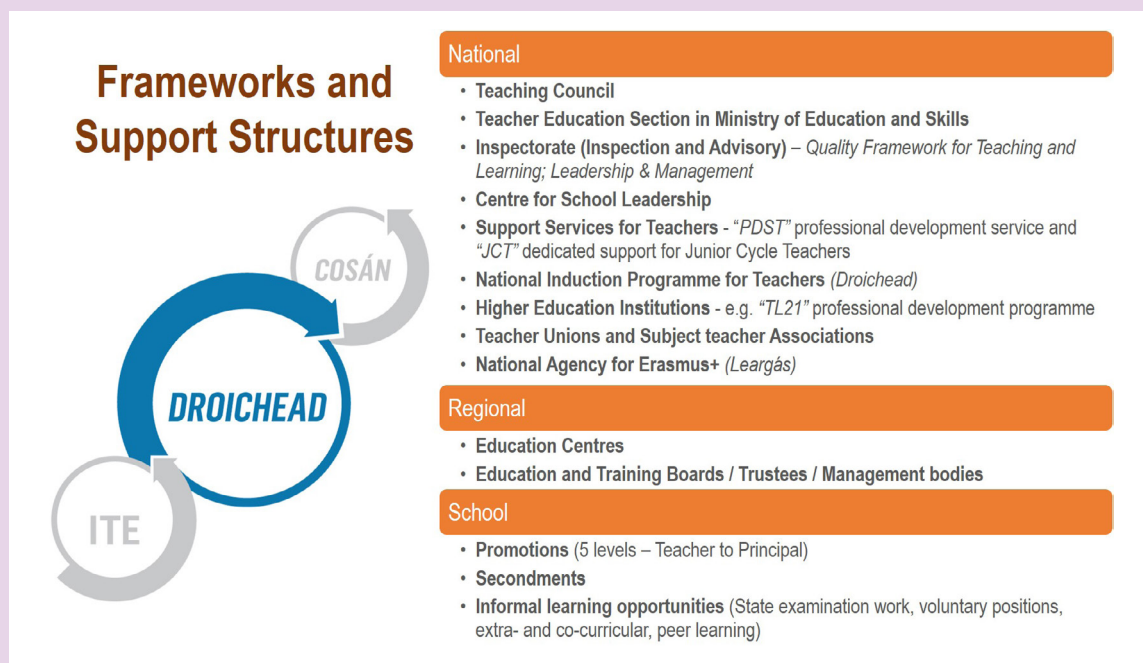 Frameworks and
Support Structures
COSÁN
DROICHEAD
ITE
National
• Teaching Council
• Teacher Education Section in Ministry of Education and Skills
• Inspectorate (Inspection and Advisory) – Quality Framework for Teaching and
Learning; Leadership & Management
• Centre for School Leadership
• Support Services for Teachers - “PDST” professional development service and
“JCT” dedicated support for Junior Cycle Teachers
• National Induction Programme for Teachers (Droichead)
• Higher Education Institutions - e.g. “TL21” professional development programme
• Teacher Unions and Subject teacher Associations
• National Agency for Erasmus+ (Leargás)
Regional
• Education Centres
• Education and Training Boards / Trustees / Management bodies
School
• Promotions (5 levels – Teacher to Principal)
• Secondments
• Informal learning opportunities (State examination work, voluntary positions,
extra- and co-curricular, peer learning)